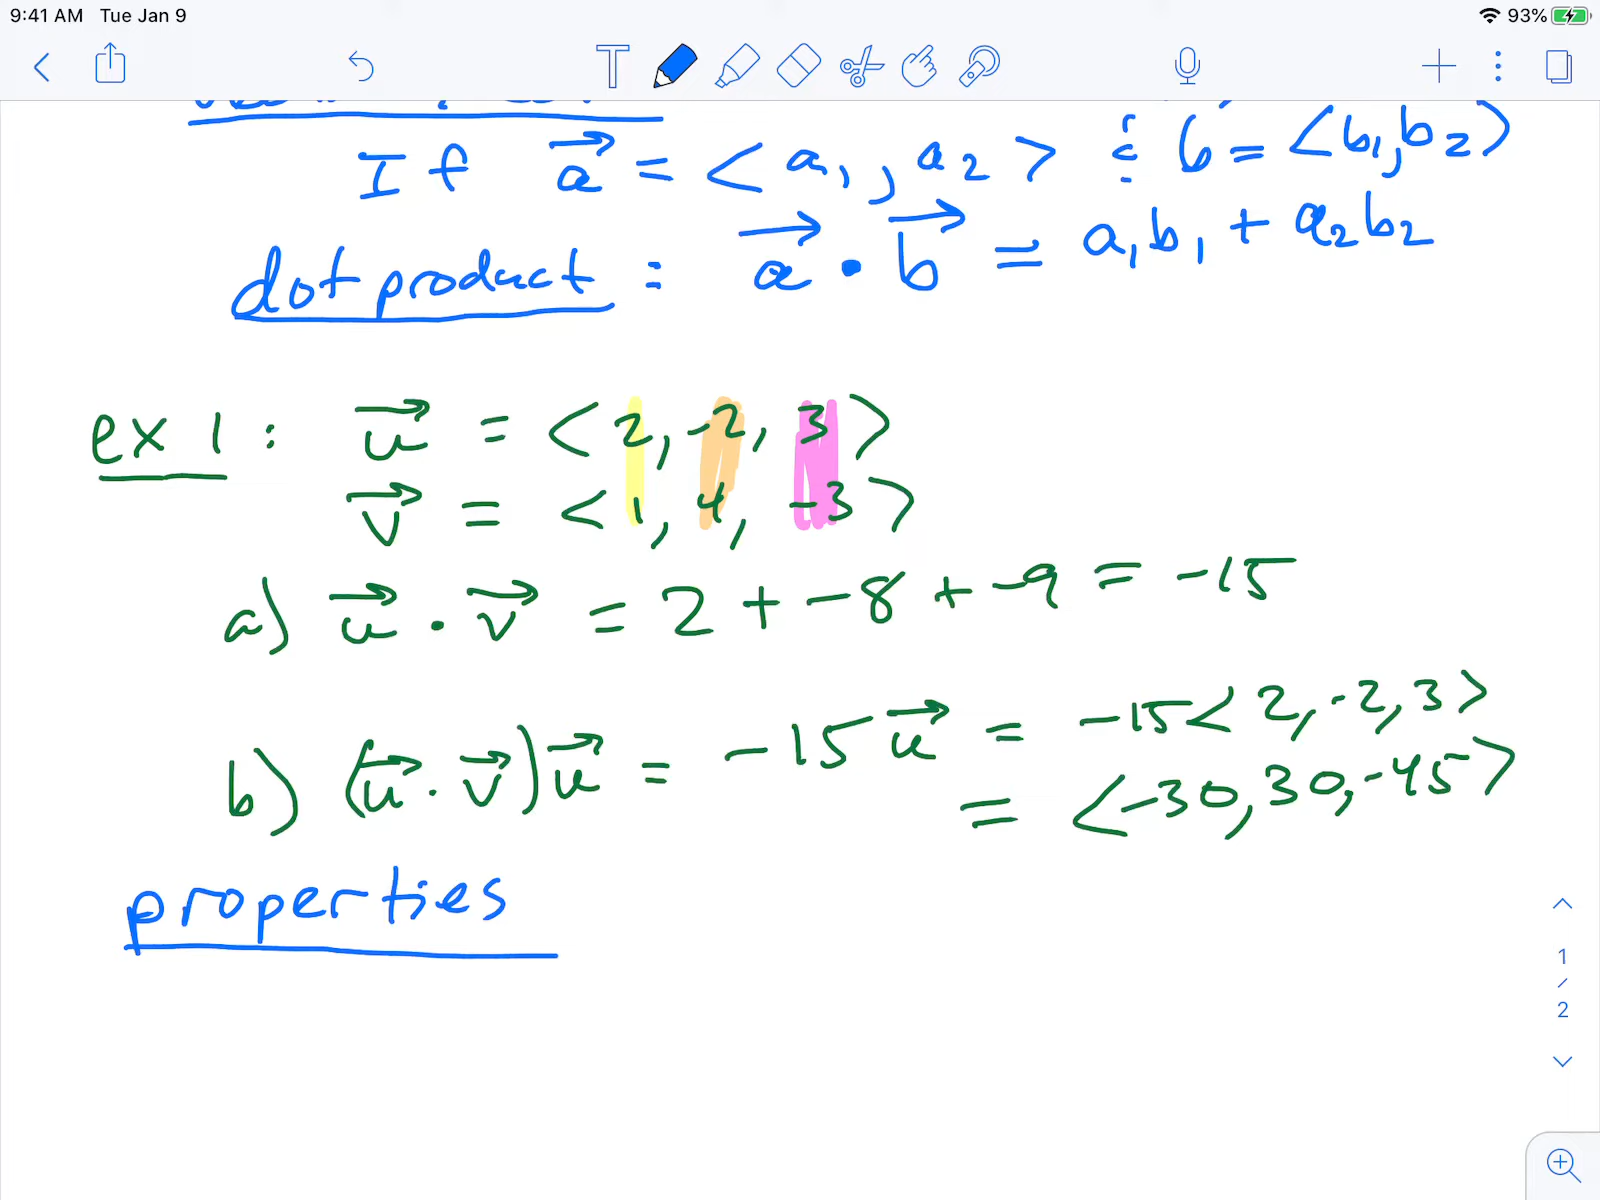 9:41 AM Tue Jan 9
93%
T
If a⃗ = <a₁, a₂> & b = <b₁, b₂>
dot product : a⃗ • b⃗ = a₁b₁ + a₂b₂
ex 1 : u⃗ = <2, -2, 3>
v⃗ = <1, 4, -3>
a) u⃗ · v⃗ = 2 + -8 + -9 = -15
b) (u⃗ · v⃗)u⃗ = -15u⃗ = -15<2, -2, 3>
= <-30, 30, -45>
properties
1
/
2